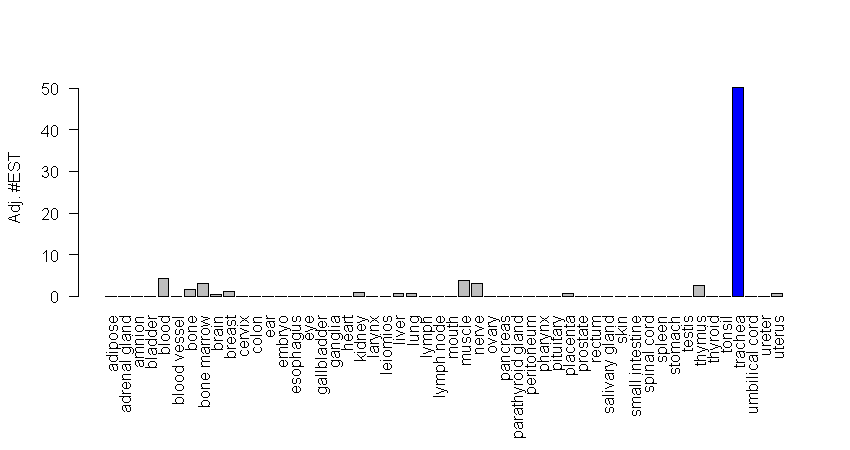 Adj. #EST
50
40
30
20
10
0
adipose
adrenal gland
amnion
bladder
blood
blood vessel
bone
bone marrow
brain
breast
cervix
colon
ear
embryo
esophagus
eye
gallbladder
ganglia
heart
kidney
larynx
leiomios
liver
lung
lymph
lymph node
mouth
muscle
nerve
ovary
pancreas
parathyroid gland
peritoneum
pharynx
pituitary
placenta
prostate
rectum
salivary gland
skin
small intestine
spinal cord
spleen
stomach
testis
thymus
thyroid
tonsil
trachea
umbilical cord
ureter
uterus